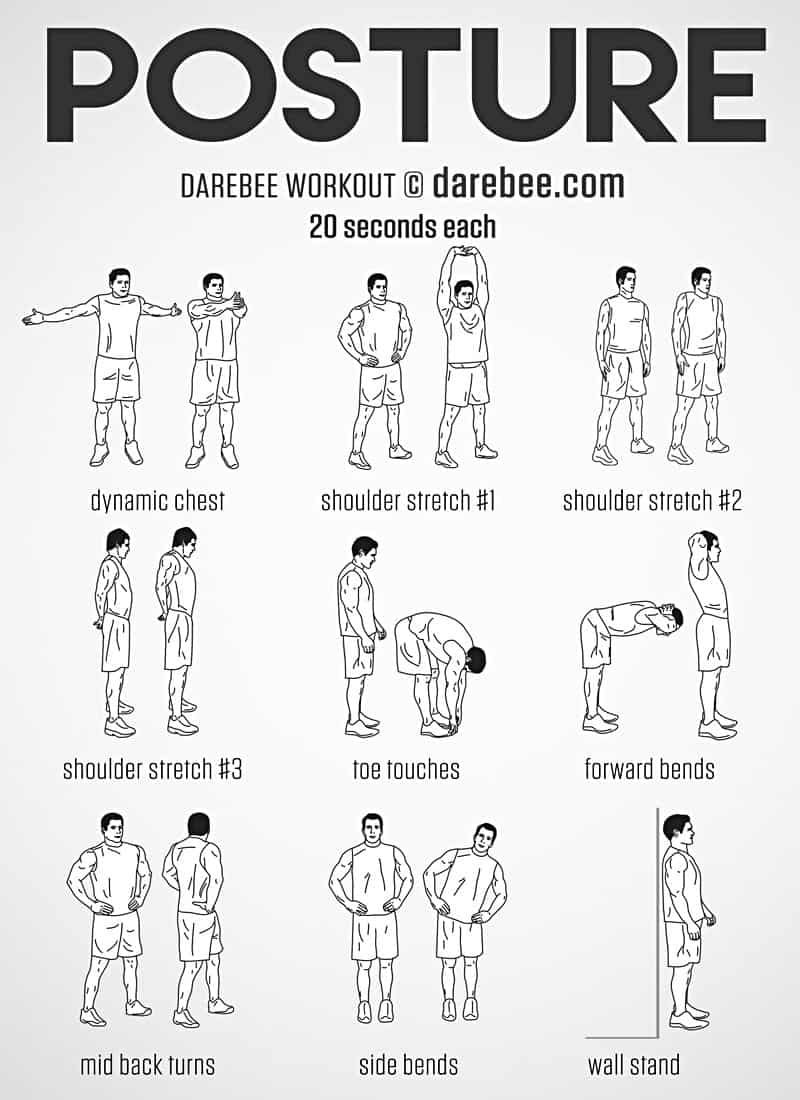 POSTURE
DAREBEE WORKOUT © darebee.com
20 seconds each
dynamic chest
shoulder stretch #1
shoulder stretch #2
shoulder stretch #3
toe touches
forward bends
mid back turns
side bends
wall stand